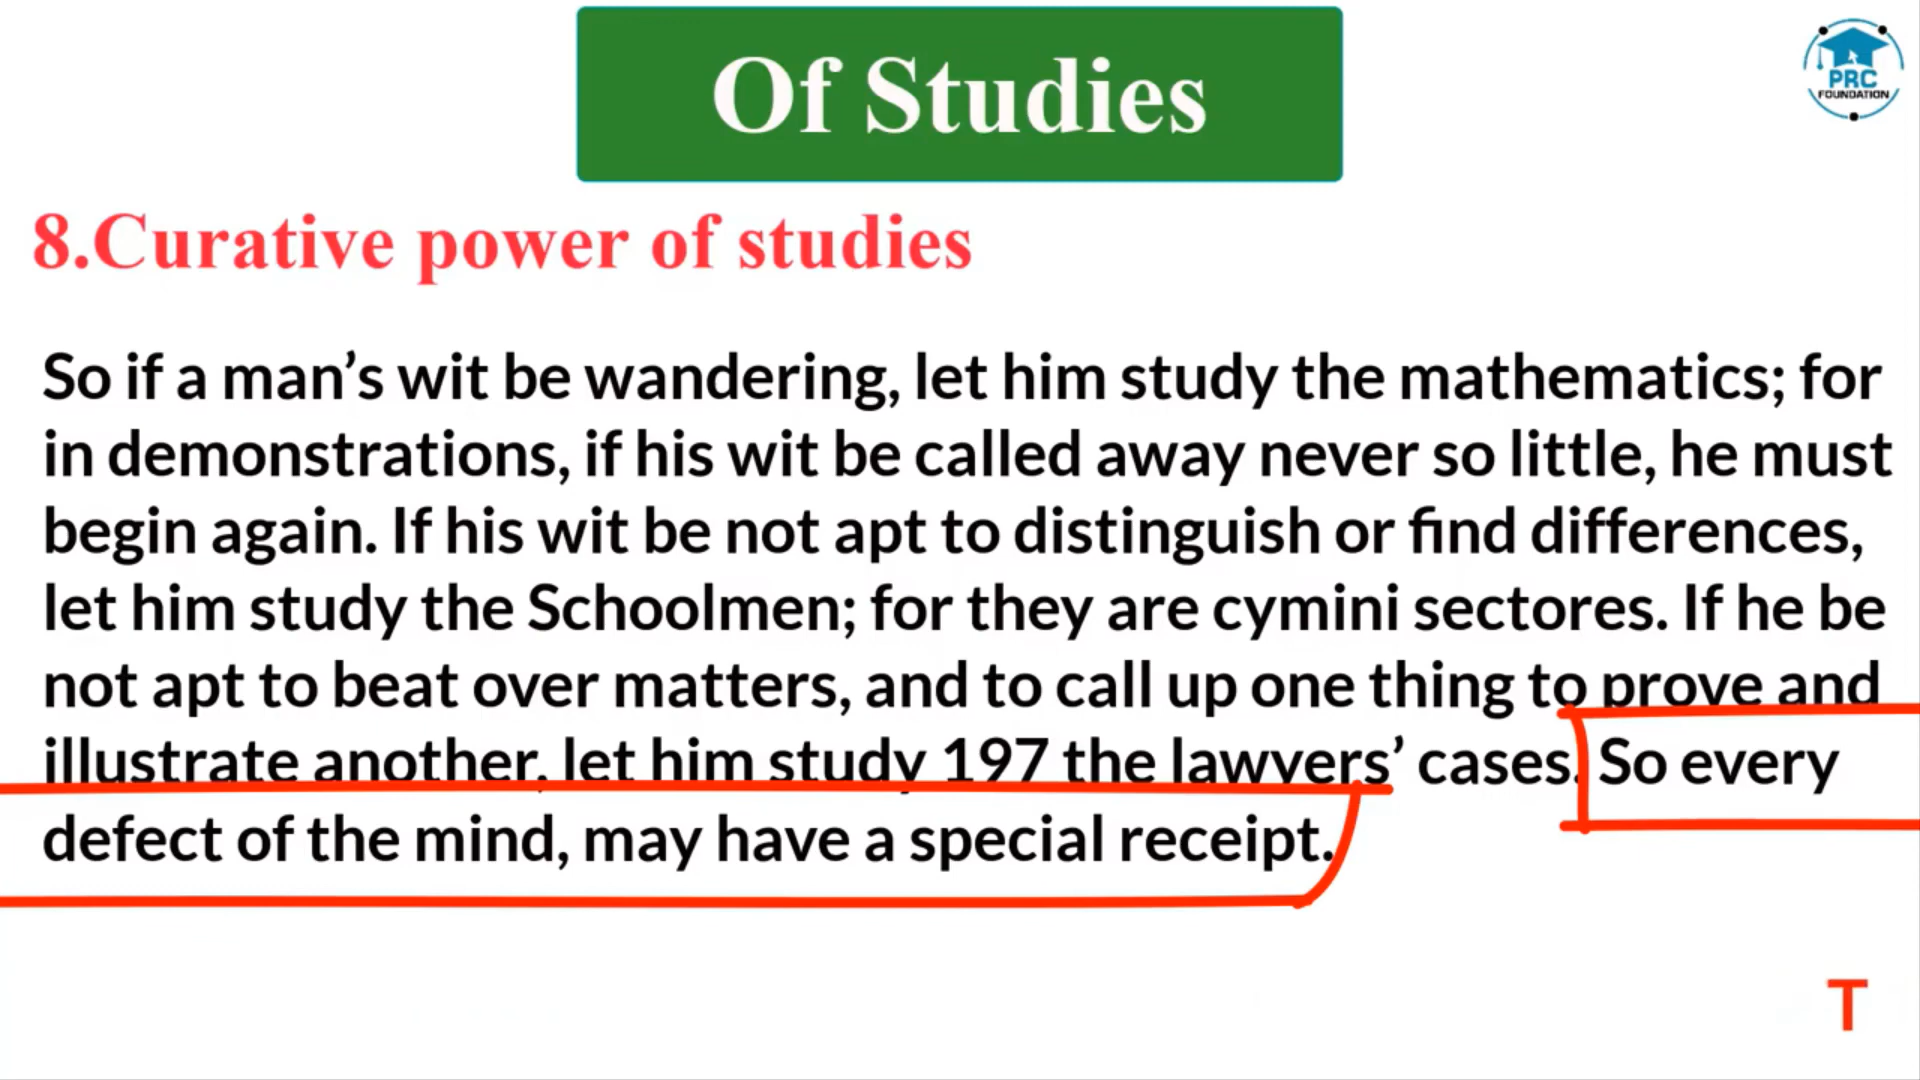 Of Studies
PRC
FOUNDATION
8.Curative power of studies
So if a man’s wit be wandering, let him study the mathematics; for
in demonstrations, if his wit be called away never so little, he must
begin again. If his wit be not apt to distinguish or find differences,
let him study the Schoolmen; for they are cymini sectores. If he be
not apt to beat over matters, and to call up one thing to prove and
illustrate another, let him study 197 the lawyers’ cases. So every
defect of the mind, may have a special receipt.
T